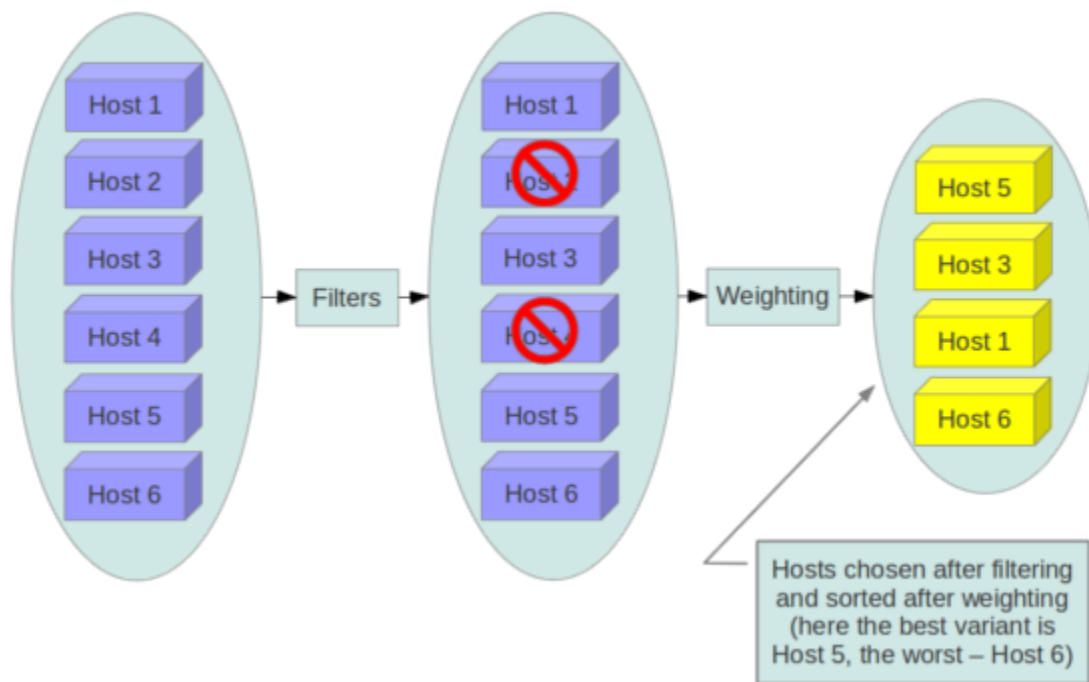 Host 1
Host 2
Host 3
Host 4
Host 5
Host 6
Filters
Host 1
Host
Host 3
Host
Host 5
Host 6
Weighting
Host 5
Host 3
Host 1
Host 6
Hosts chosen after filtering
and sorted after weighting
(here the best variant is
Host 5, the worst – Host 6)